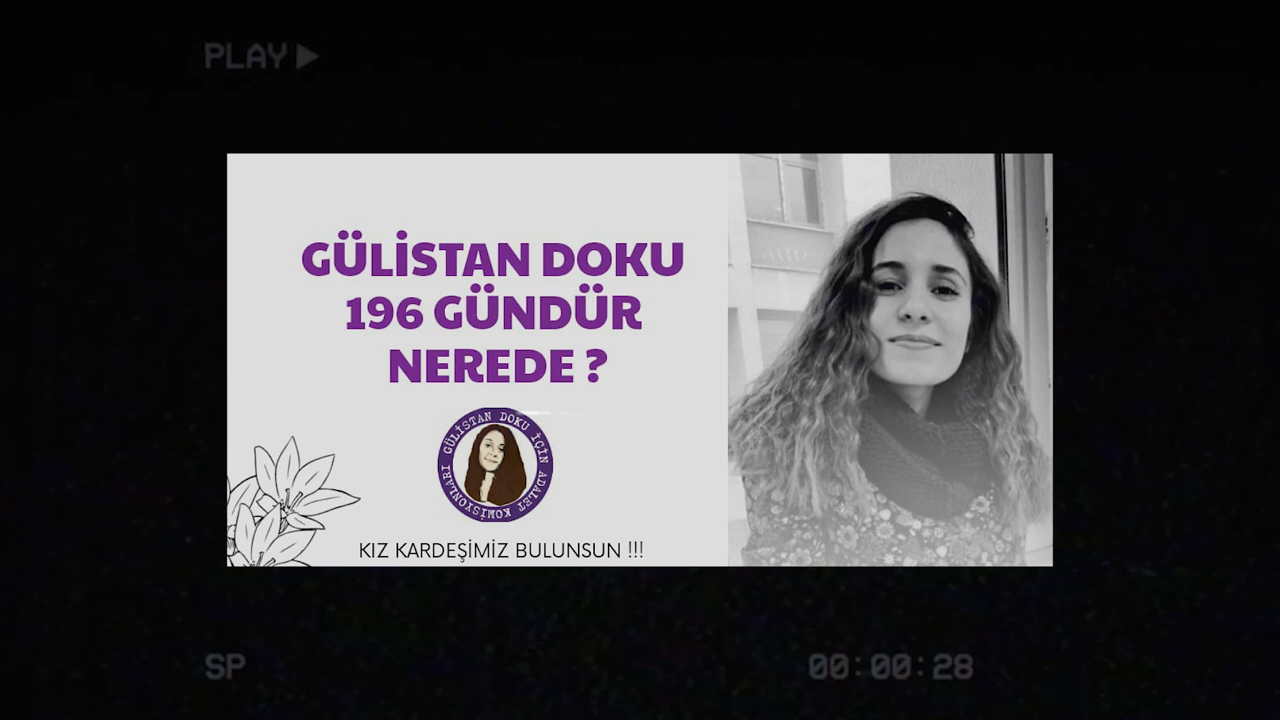 PLAY
GÜLİSTAN DOKU
196 GÜNDÜR
NEREDE ?
GÜLİSTAN DOKU İÇİN ADALET KOMİSYONLARI
KIZ KARDEŞİMİZ BULUNSUN !!!
SP
00:00:28